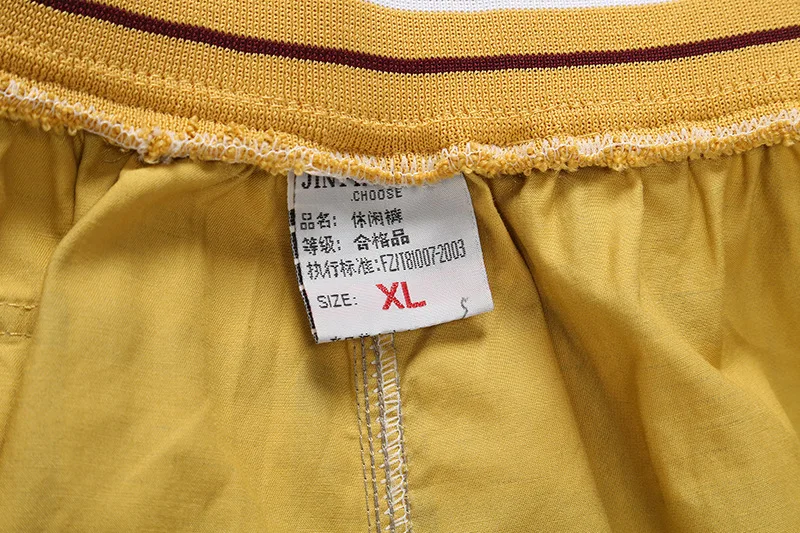 .CHOOSE
品名: 休闲裤
等级: 合格品
执行标准:FZ/T81007-2003
SIZE: XL